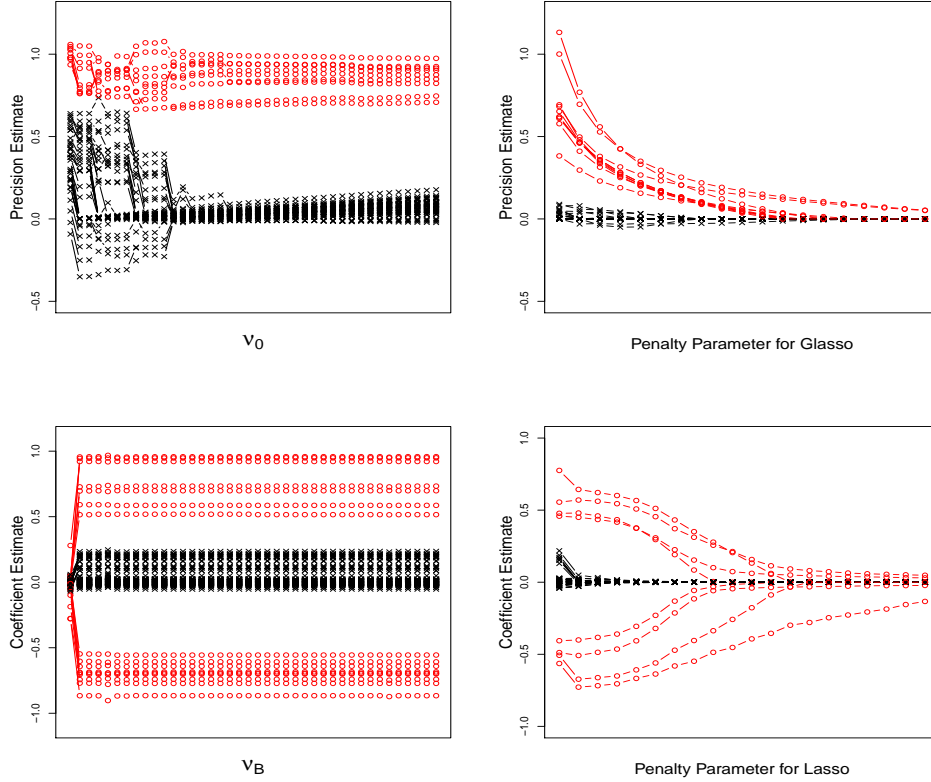 1.0
0.5
0.0
-0.5
Precision Estimate
ν0
1.0
0.5
0.0
-0.5
Precision Estimate
Penalty Parameter for Glasso
1.0
0.5
0.0
-0.5
-1.0
Coefficient Estimate
νB
1.0
0.5
0.0
-0.5
-1.0
Coefficient Estimate
Penalty Parameter for Lasso